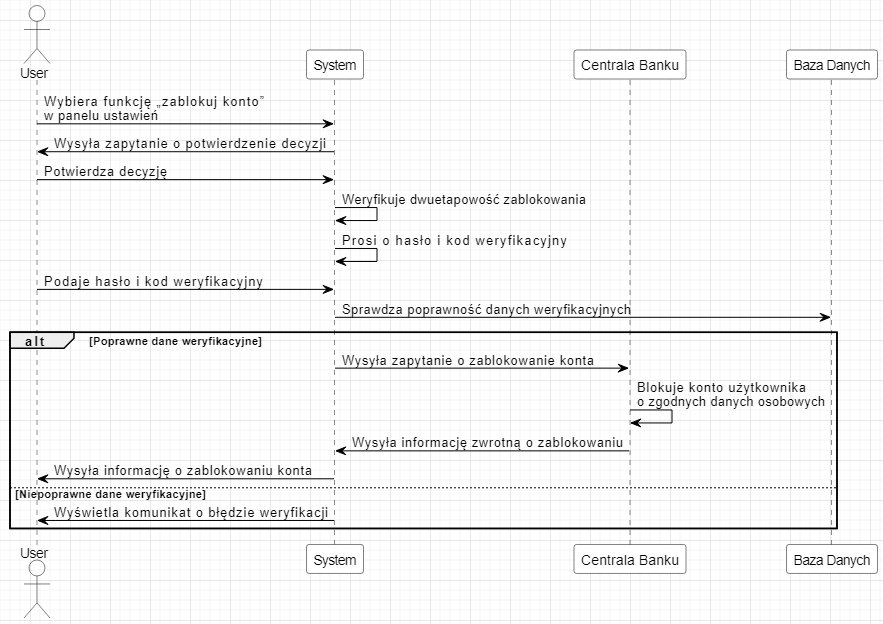 User
System
Centrala Banku
Baza Danych
Wybiera funkcję „zablokuj konto”
w panelu ustawień
Wysyła zapytanie o potwierdzenie decyzji
Potwierdza decyzję
Weryfikuje dwuetapowość zablokowania
Prosi o hasło i kod weryfikacyjny
Podaje hasło i kod weryfikacyjny
Sprawdza poprawność danych weryfikacyjnych
alt
[Poprawne dane weryfikacyjne]
Wysyła zapytanie o zablokowanie konta
Blokuje konto użytkownika
o zgodnych danych osobowych
Wysyła informację zwrotną o zablokowaniu
Wysyła informację o zablokowaniu konta
[Niepoprawne dane weryfikacyjne]
Wyświetla komunikat o błędzie weryfikacji
User
System
Centrala Banku
Baza Danych